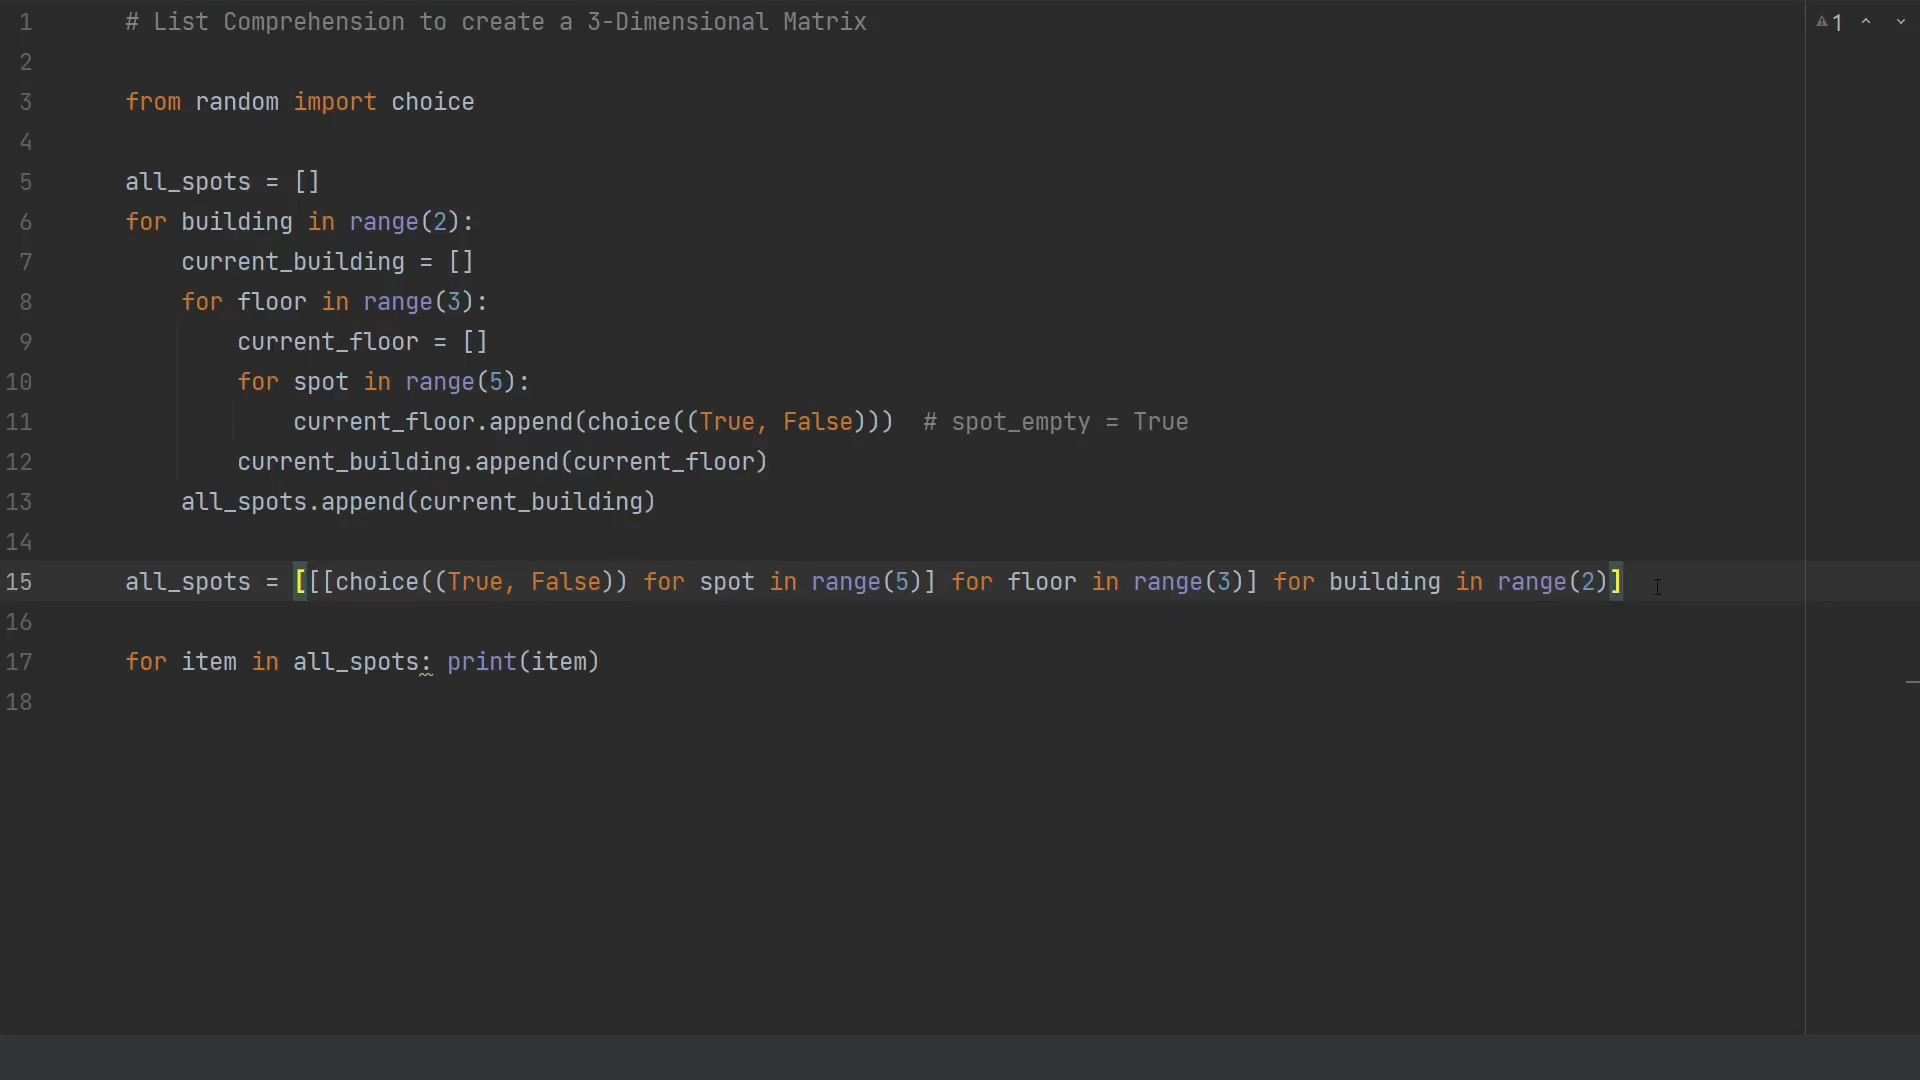 1 # List Comprehension to create a 3-Dimensional Matrix
2
3 from random import choice
4
5 all_spots = []
6 for building in range(2):
7     current_building = []
8     for floor in range(3):
9         current_floor = []
10         for spot in range(5):
11             current_floor.append(choice((True, False)))  # spot_empty = True
12         current_building.append(current_floor)
13     all_spots.append(current_building)
14
15 all_spots = [[[choice((True, False)) for spot in range(5)] for floor in range(3)] for building in range(2)]
16
17 for item in all_spots: print(item)
18
1